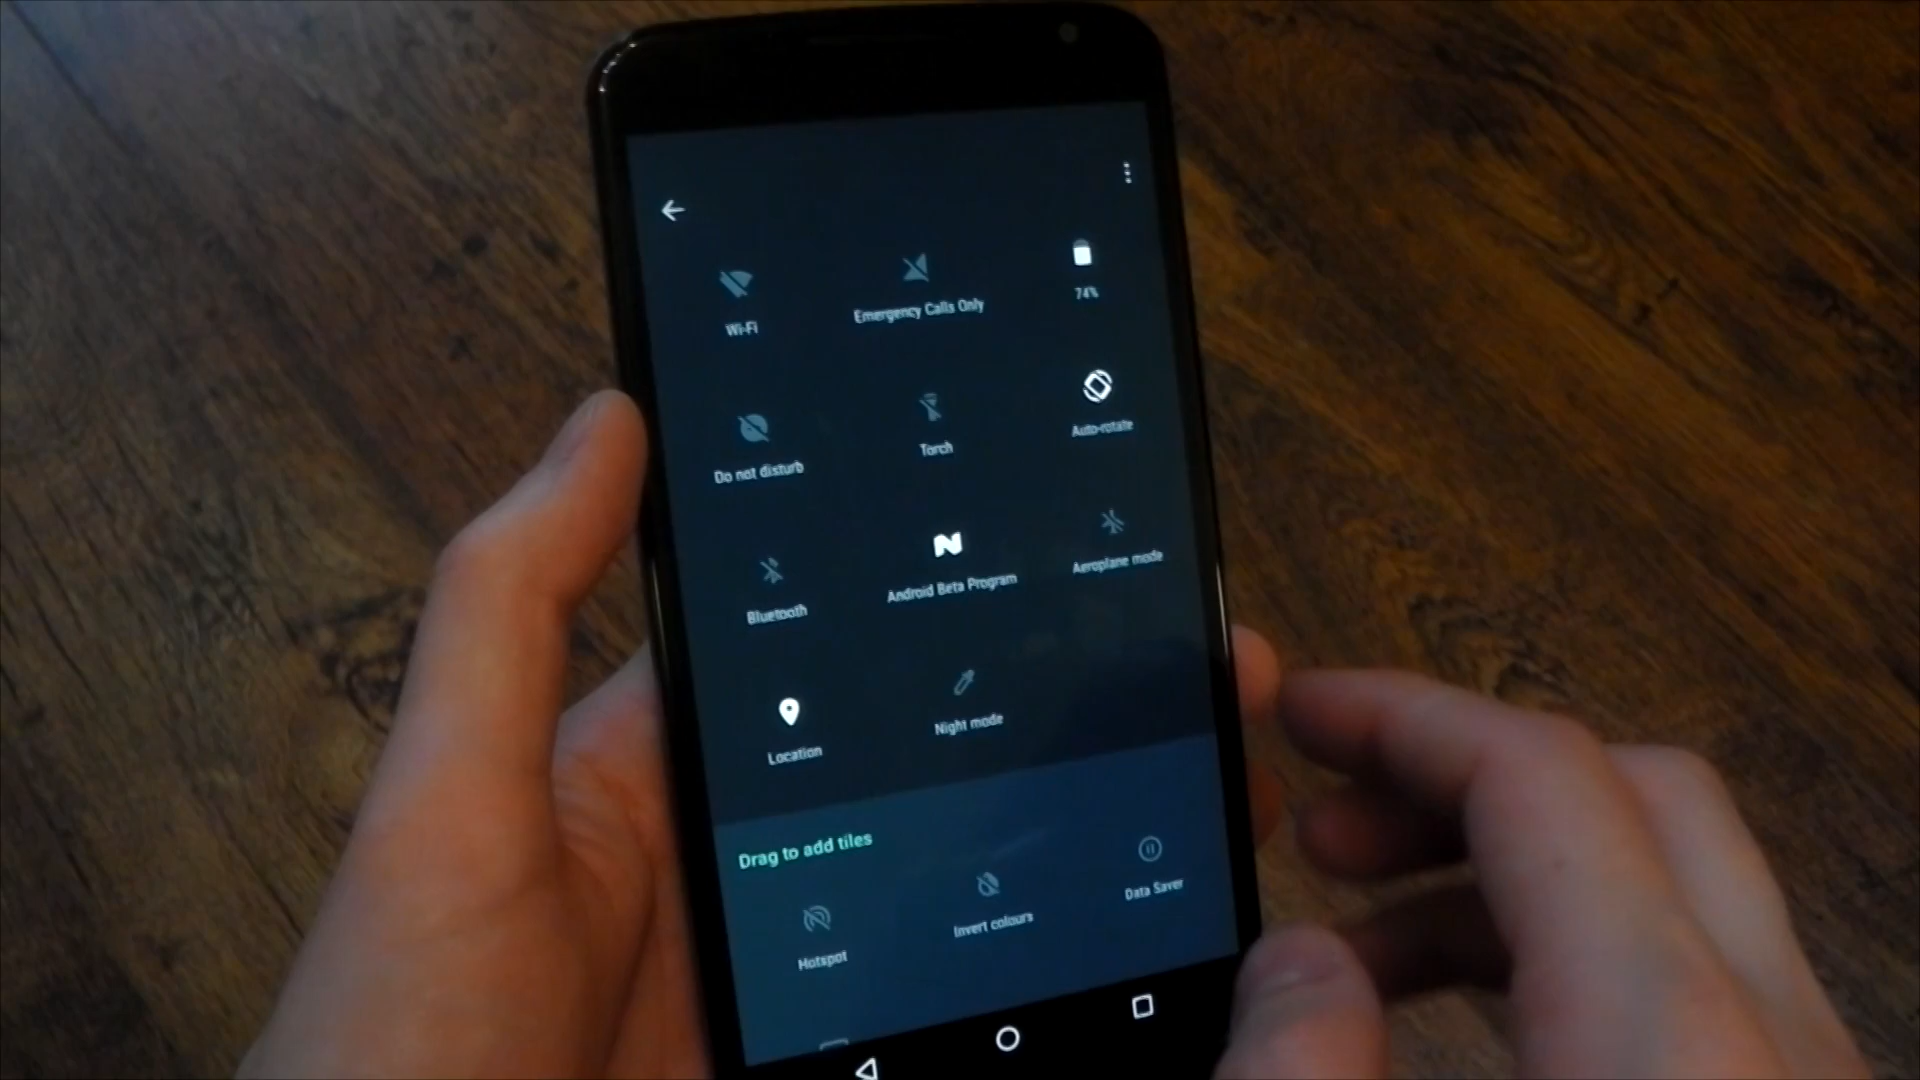 Wi-Fi
Emergency Calls Only
74%
Do not disturb
Torch
Auto-rotate
Bluetooth
Android Beta Program
Aeroplane mode
Location
Night mode
Drag to add tiles
Hotspot
Invert colours
Data Saver